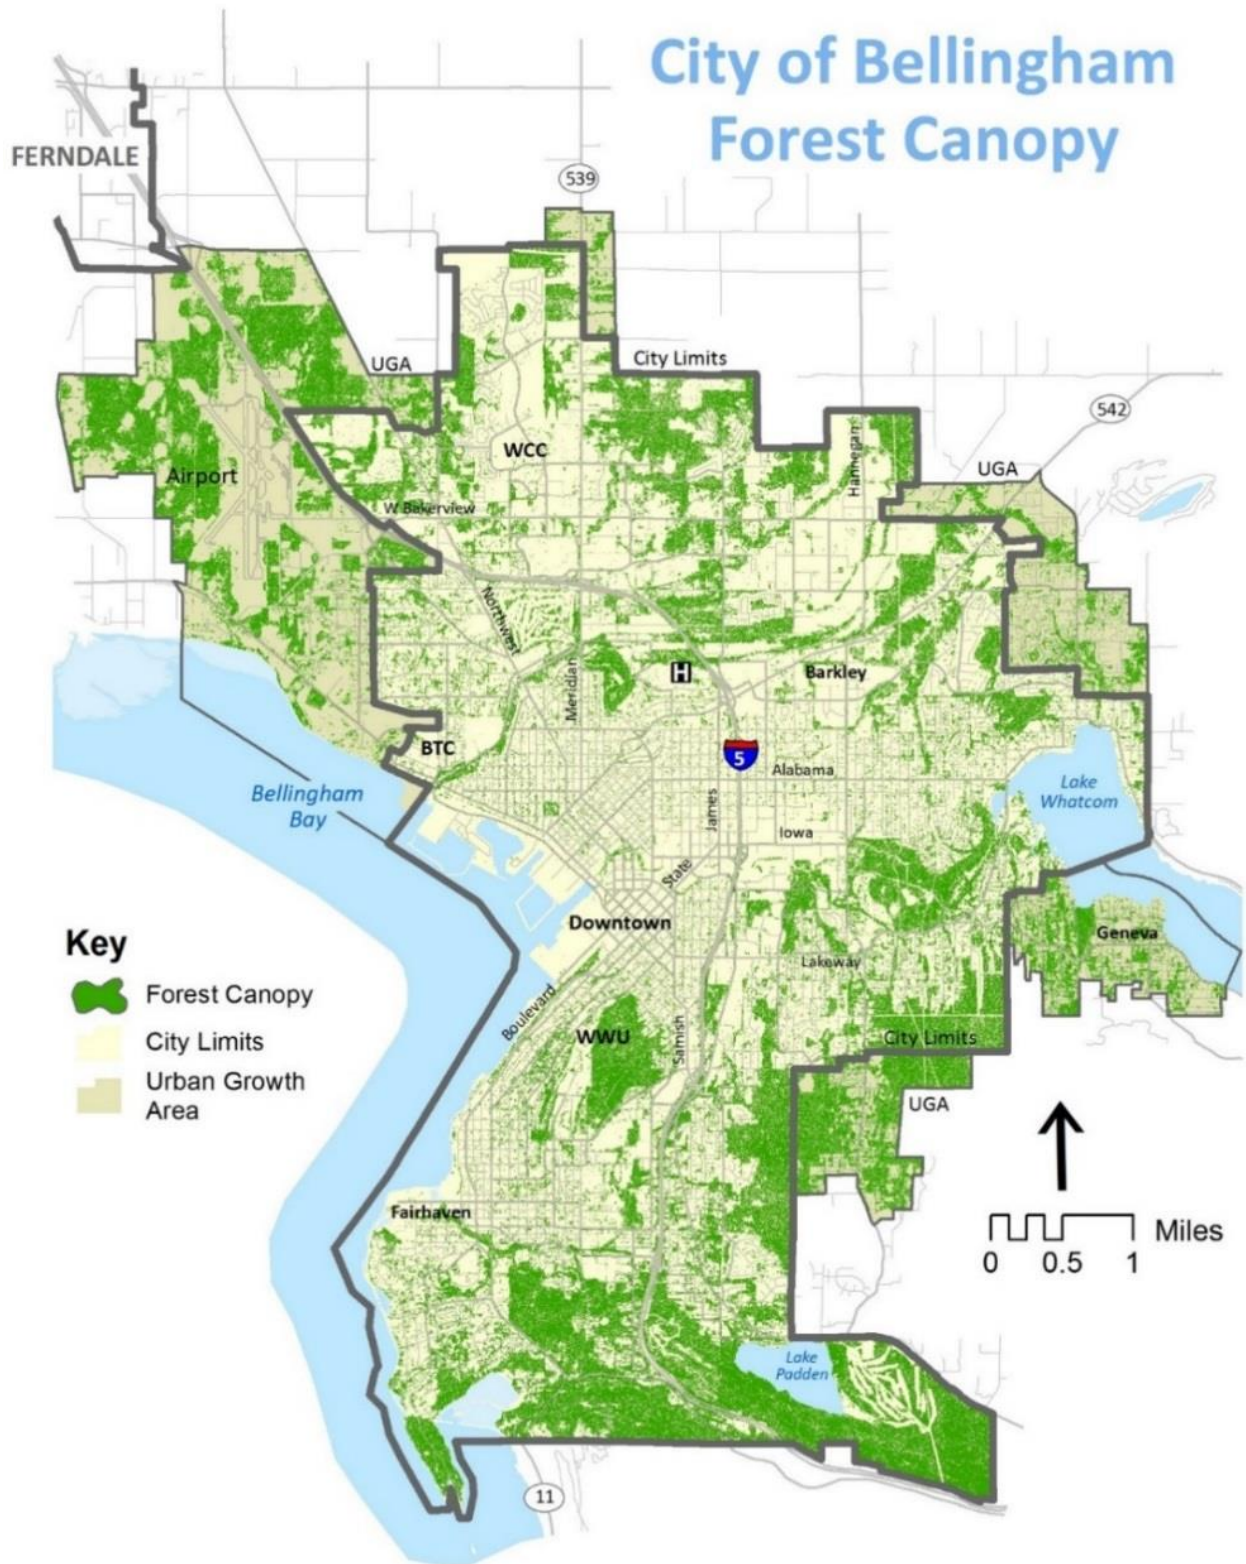 City of Bellingham
Forest Canopy
FERNDALE
539
UGA
City Limits
542
WCC
Hannegan
UGA
Airport
W Bakerview
Northwest
Meridian
H
Barkley
BTC
5
Alabama
Lake
Whatcom
Bellingham
Bay
James
Iowa
State
Downtown
Geneva
Key
Forest Canopy
City Limits
Urban Growth
Area
Lakeway
Boulevard
WWU
Samish
City Limits
UGA
Fairhaven
Miles
0 0.5 1
Lake
Padden
11